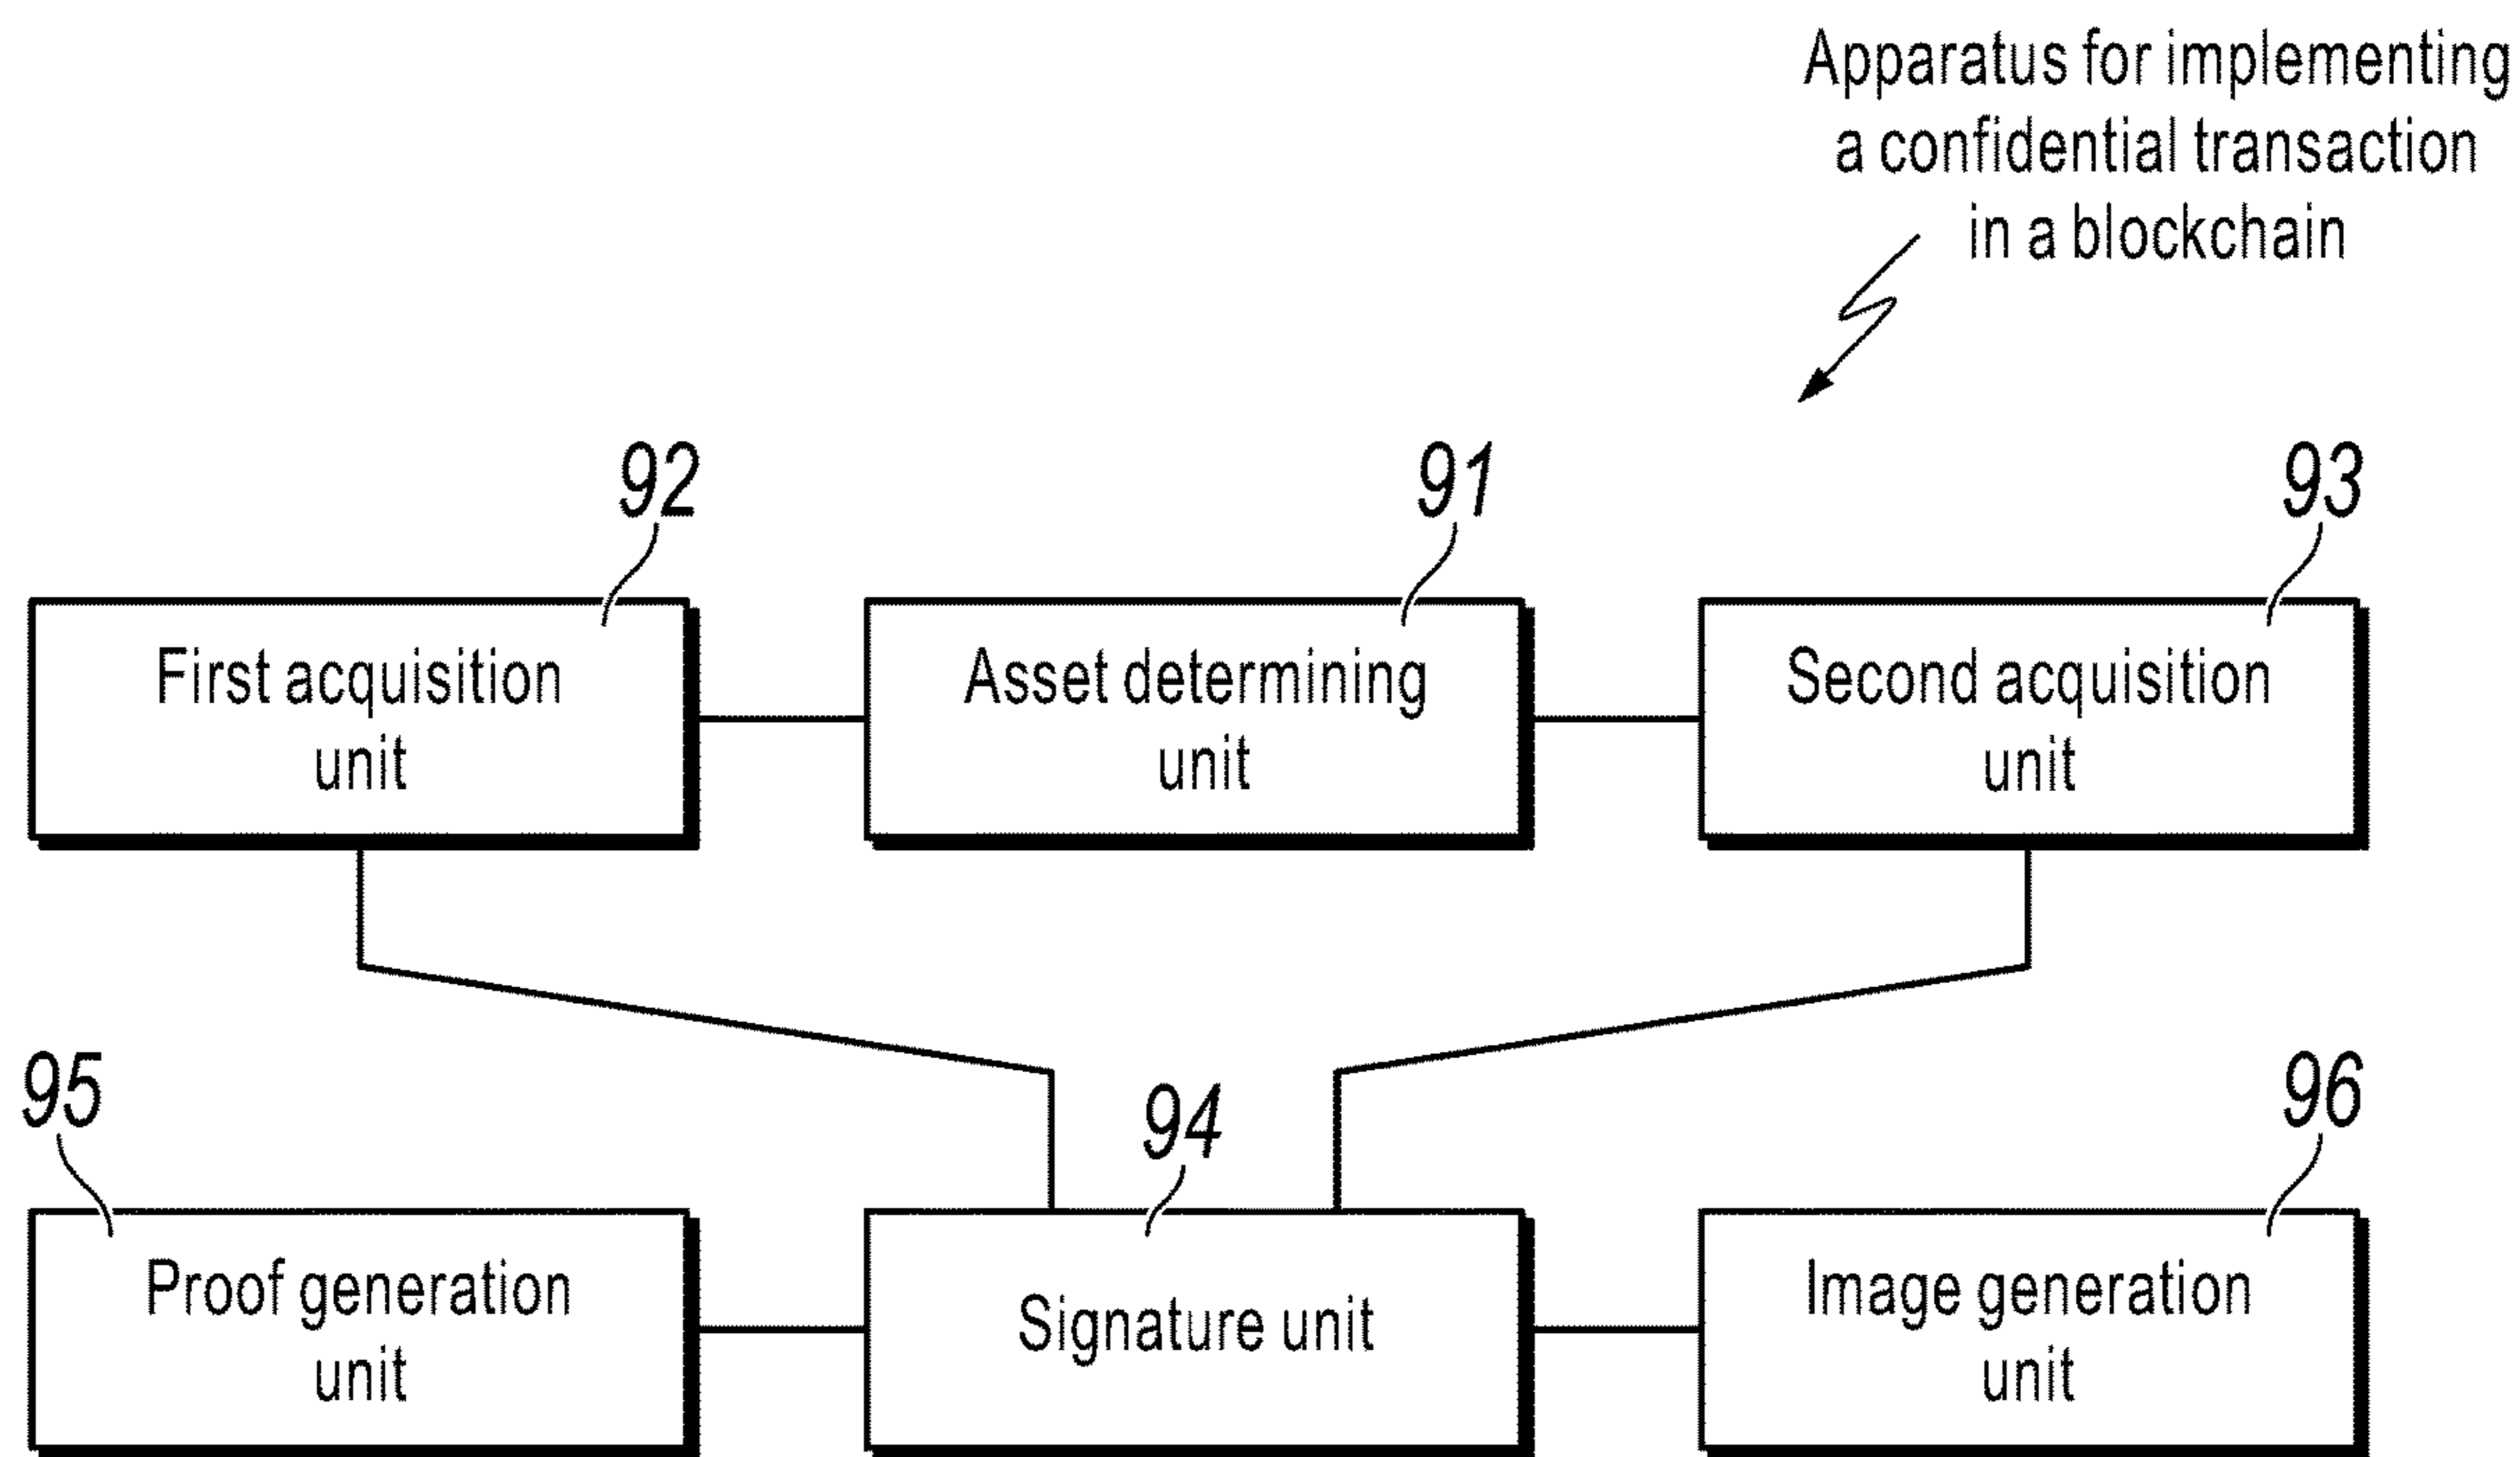 Apparatus for implementing
a confidential transaction
in a blockchain
92
91
93
First acquisition
unit
Asset determining
unit
Second acquisition
unit
95
94
96
Proof generation
unit
Signature unit
Image generation
unit